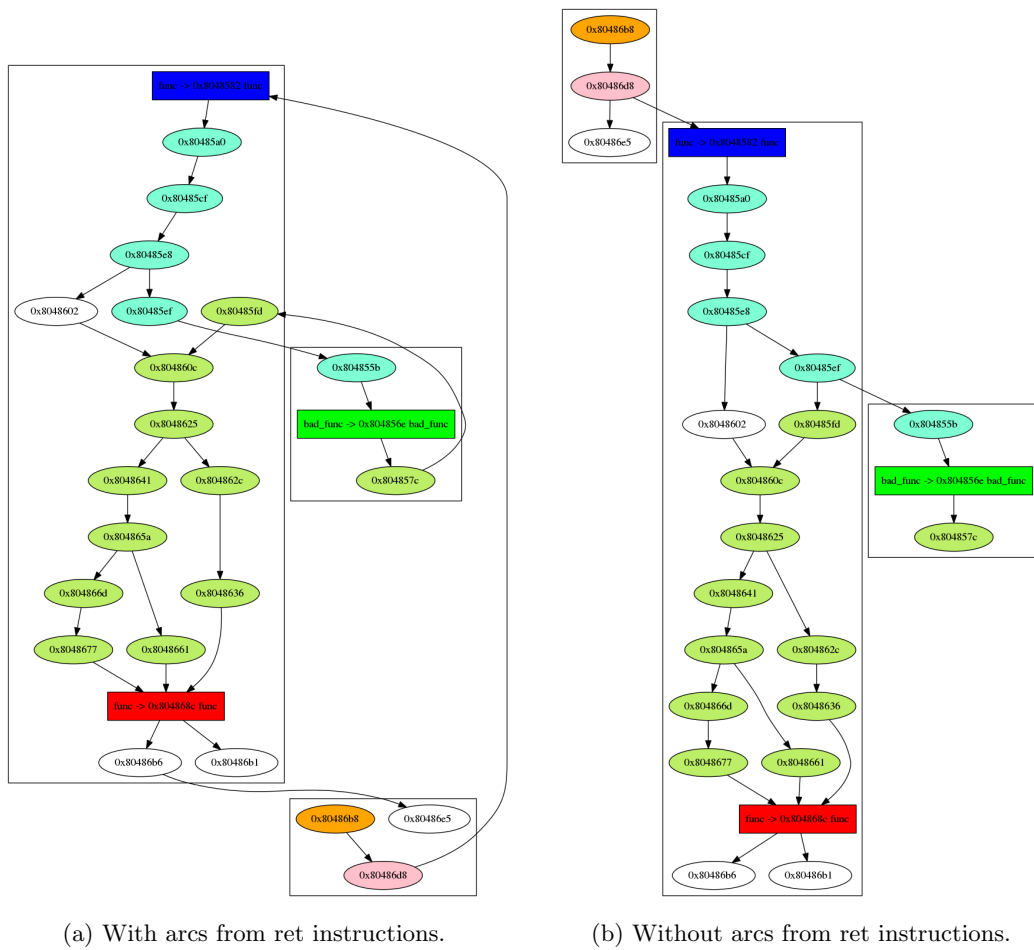 func -> 0x8048582 func
0x80485a0
0x80485cf
0x80485e8
0x8048602
0x80485ef
0x80485fd
0x804860c
0x804855b
0x8048625
bad_func -> 0x804856e bad_func
0x8048641
0x804862c
0x804857c
0x804865a
0x804866d
0x8048636
0x8048677
0x8048661
func -> 0x804868c func
0x80486b6
0x80486b1
0x80486b8
0x80486e5
0x80486d8
(a) With arcs from ret instructions.
0x80486b8
0x80486d8
0x80486e5
func -> 0x8048582 func
0x80485a0
0x80485cf
0x80485e8
0x80485ef
0x8048602
0x80485fd
0x804855b
0x804860c
bad_func -> 0x804856e bad_func
0x8048625
0x804857c
0x8048641
0x804865a
0x804862c
0x804866d
0x8048636
0x8048677
0x8048661
func -> 0x804868c func
0x80486b6
0x80486b1
(b) Without arcs from ret instructions.